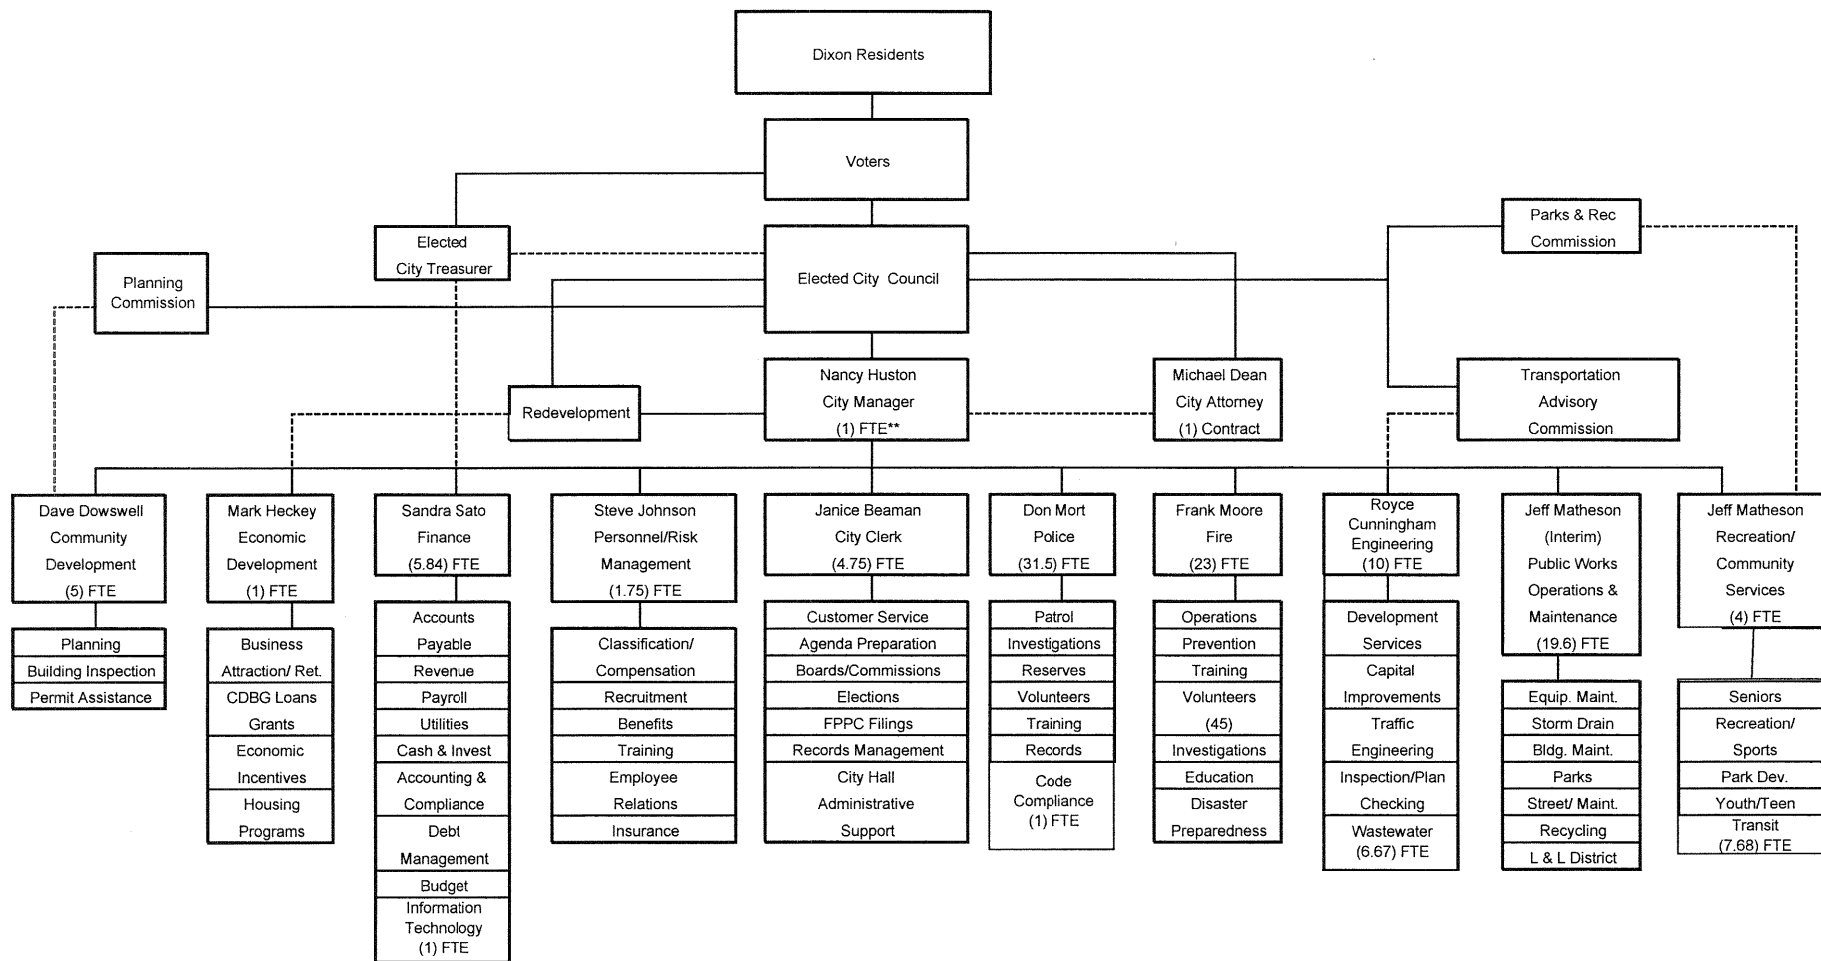 Dixon Residents
Voters
Elected
City Treasurer
Planning
Commission
Elected City Council
Parks & Rec
Commission
Redevelopment
Nancy Huston
City Manager
(1) FTE**
Michael Dean
City Attorney
(1) Contract
Transportation
Advisory
Commission
Dave Dowswell
Community
Development
(5) FTE
Planning
Building Inspection
Permit Assistance
Mark Heckey
Economic
Development
(1) FTE
Business
Attraction/ Ret.
CDBG Loans
Grants
Economic
Incentives
Housing
Programs
Sandra Sato
Finance
(5.84) FTE
Accounts
Payable
Revenue
Payroll
Utilities
Cash & Invest
Accounting &
Compliance
Debt
Management
Budget
Information
Technology
(1) FTE
Steve Johnson
Personnel/Risk
Management
(1.75) FTE
Classification/
Compensation
Recruitment
Benefits
Training
Employee
Relations
Insurance
Janice Beaman
City Clerk
(4.75) FTE
Customer Service
Agenda Preparation
Boards/Commissions
Elections
FPPC Filings
Records Management
City Hall
Administrative
Support
Don Mort
Police
(31.5) FTE
Patrol
Investigations
Reserves
Volunteers
Training
Records
Code
Compliance
(1) FTE
Frank Moore
Fire
(23) FTE
Operations
Prevention
Training
Volunteers
(45)
Investigations
Education
Disaster
Preparedness
Royce
Cunningham
Engineering
(10) FTE
Development
Services
Capital
Improvements
Traffic
Engineering
Inspection/Plan
Checking
Wastewater
(6.67) FTE
Jeff Matheson
(Interim)
Public Works
Operations &
Maintenance
(19.6) FTE
Equip. Maint.
Storm Drain
Bldg. Maint.
Parks
Street/ Maint.
Recycling
L & L District
Jeff Matheson
Recreation/
Community
Services
(4) FTE
Seniors
Recreation/
Sports
Park Dev.
Youth/Teen
Transit
(7.68) FTE